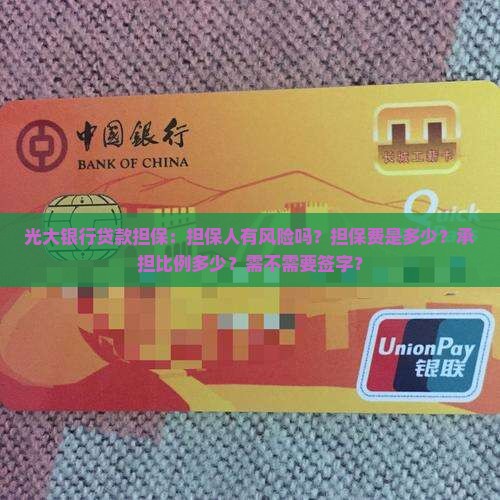 中國銀行
BANK OF CHINA
长城工薪卡
Quick
光大银行贷款担保：担保人有风险吗？担保费是多少？承
担比例多少？需不需要签字？
UnionPay
银联